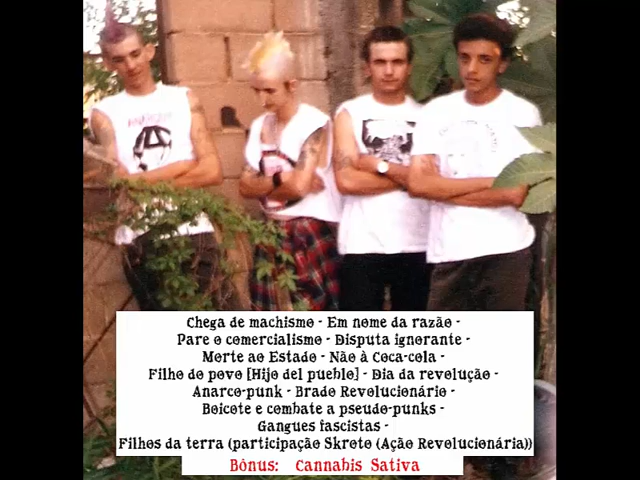 Chega de machismo - Em nome da razão -
Pare o comercialismo - Disputa ignorante -
Morte ao Estado - Não à Coca-cola -
Filho do povo [Hijo del pueblo] - Dia da revolução -
Anarco-punk - Brado Revolucionário -
Boicote e combate a pseudo-punks -
Gangues fascistas -
Filhos da terra (participação Skroto (Ação Revolucionária))
Bônus: Cannabis Sativa